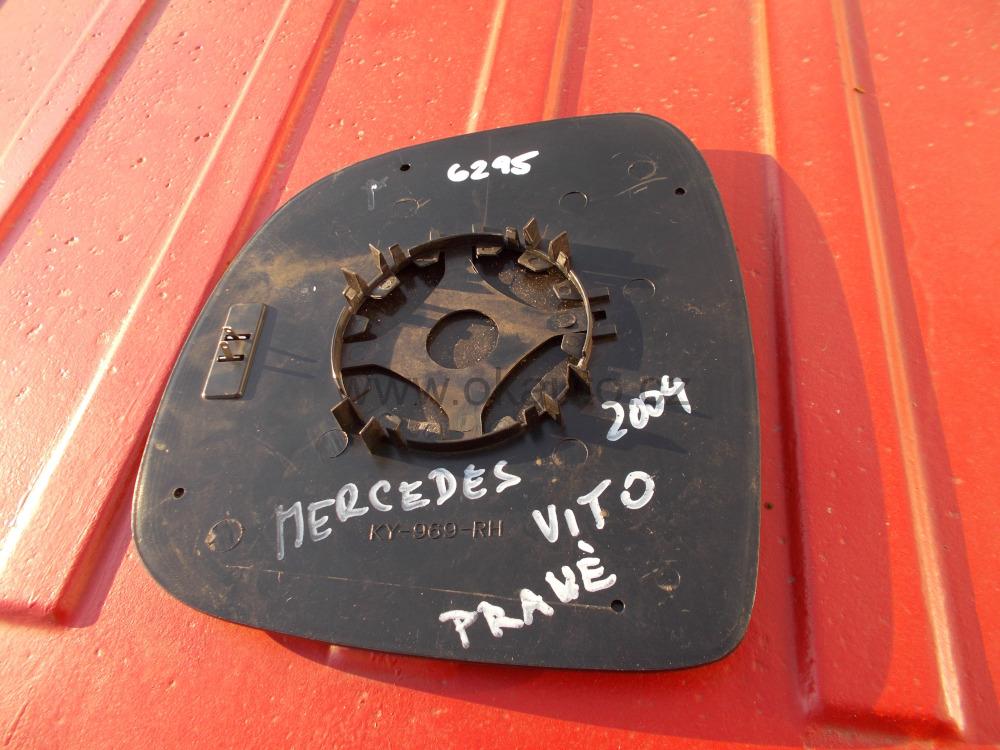 6295
2004
MERCEDES VITO
KY-969-RH
PRAVÈ